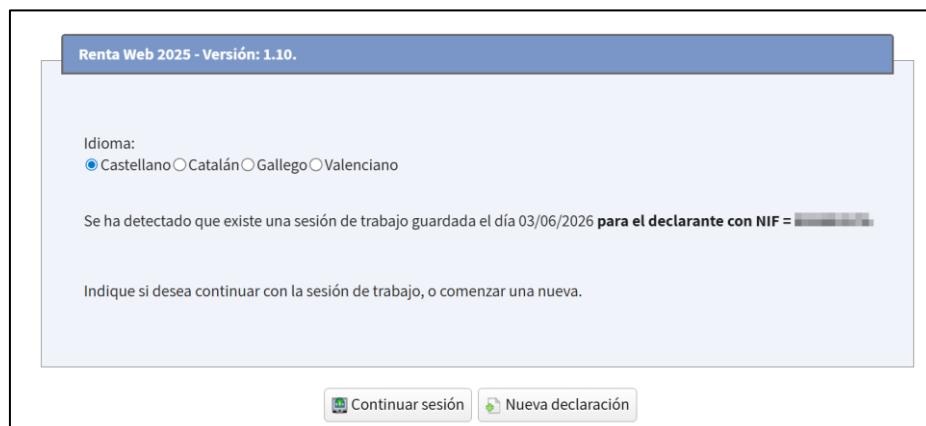 Renta Web 2025 - Versión: 1.10.
Idioma:
Castellano Catalán Gallego Valenciano
Se ha detectado que existe una sesión de trabajo guardada el día 03/06/2026 para el declarante con NIF =
Indique si desea continuar con la sesión de trabajo, o comenzar una nueva.
Continuar sesión Nueva declaración